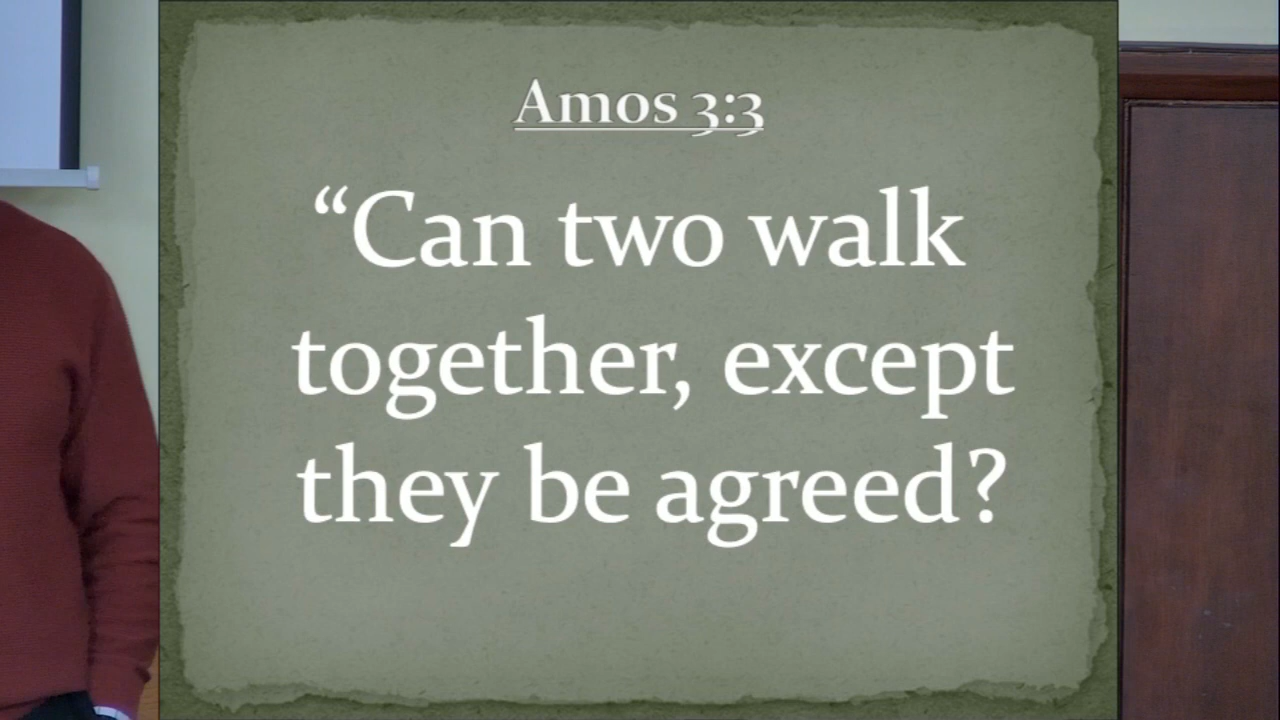 Amos 3:3
“Can two walk
together, except
they be agreed?